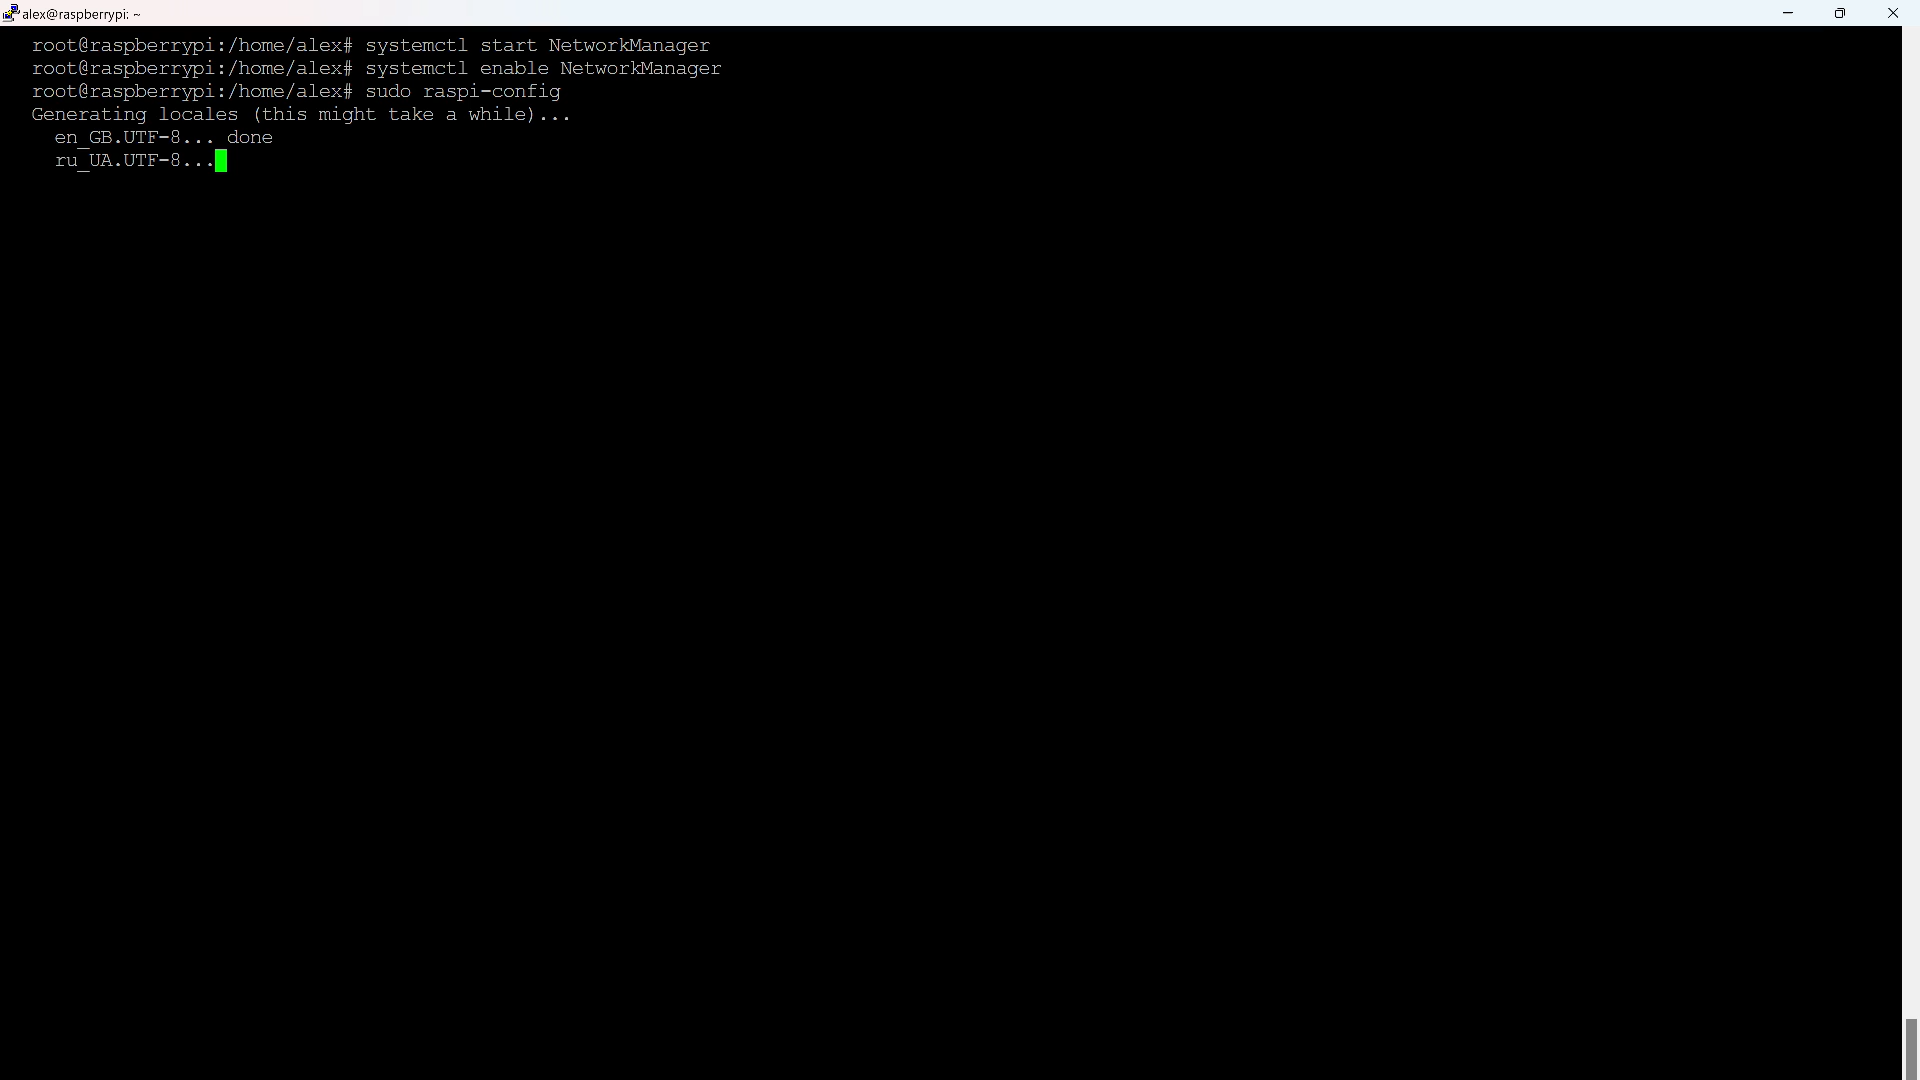 alex@raspberrypi: ~
root@raspberrypi:/home/alex# systemctl start NetworkManager
root@raspberrypi:/home/alex# systemctl enable NetworkManager
root@raspberrypi:/home/alex# sudo raspi-config
Generating locales (this might take a while)...
  en_GB.UTF-8... done
  ru_UA.UTF-8...